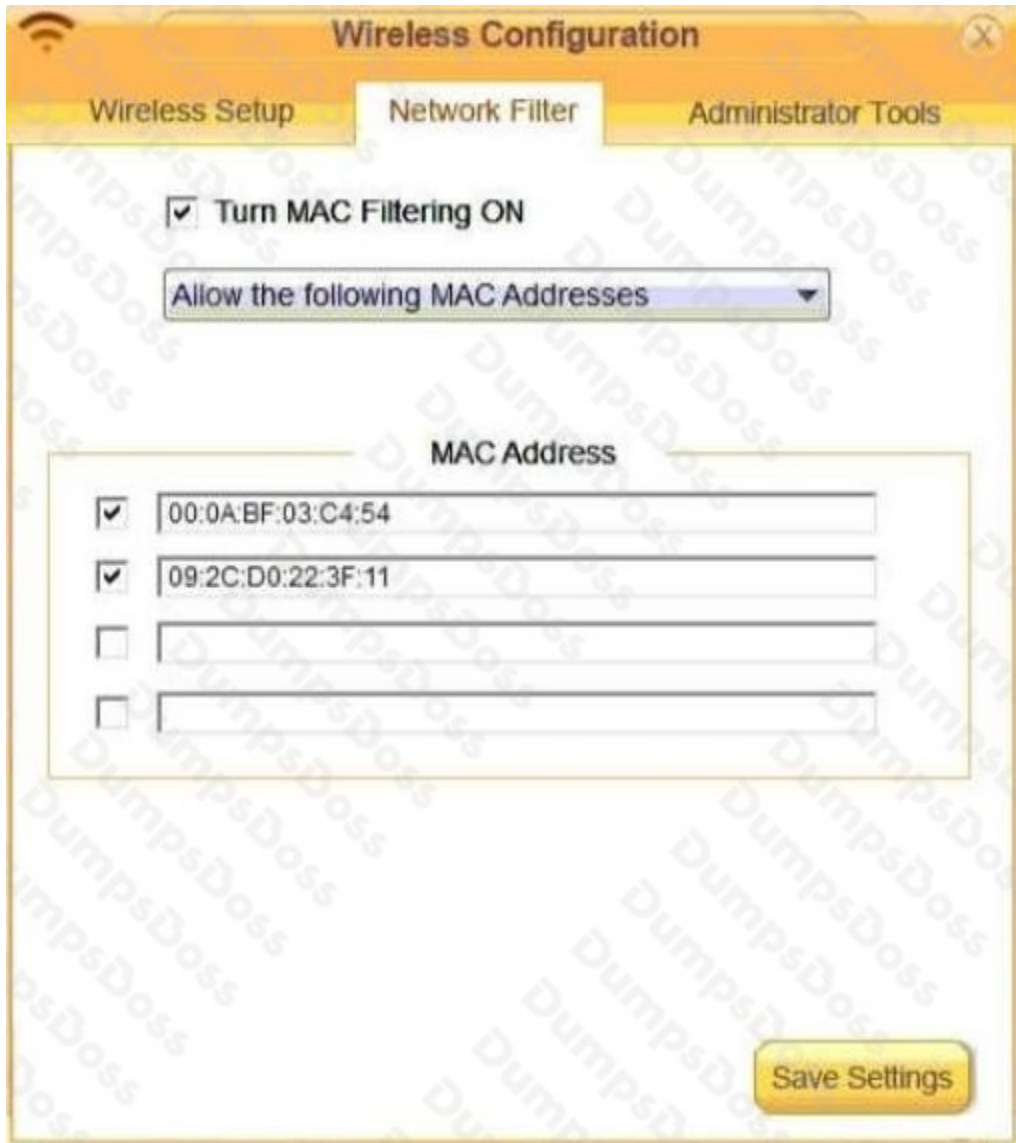 Wireless Configuration
X
Wireless Setup
Network Filter
Administrator Tools
Turn MAC Filtering ON
Allow the following MAC Addresses
MAC Address
00:0A:BF:03:C4:54
09:2C:D0:22:3F:11
Save Settings
DumpsDoss